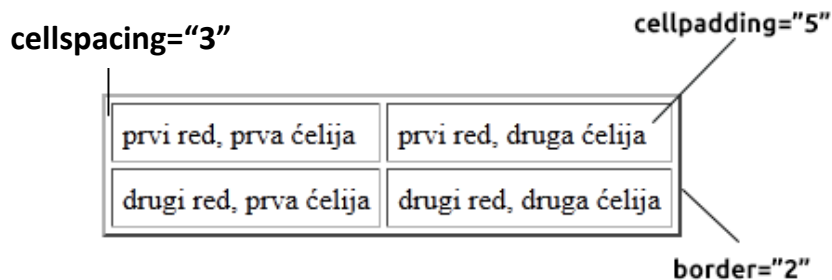 cellpadding=”5”
cellspacing=“3”
prvi red, prva ćelija
prvi red, druga ćelija
drugi red, prva ćelija
drugi red, druga ćelija
border=”2”